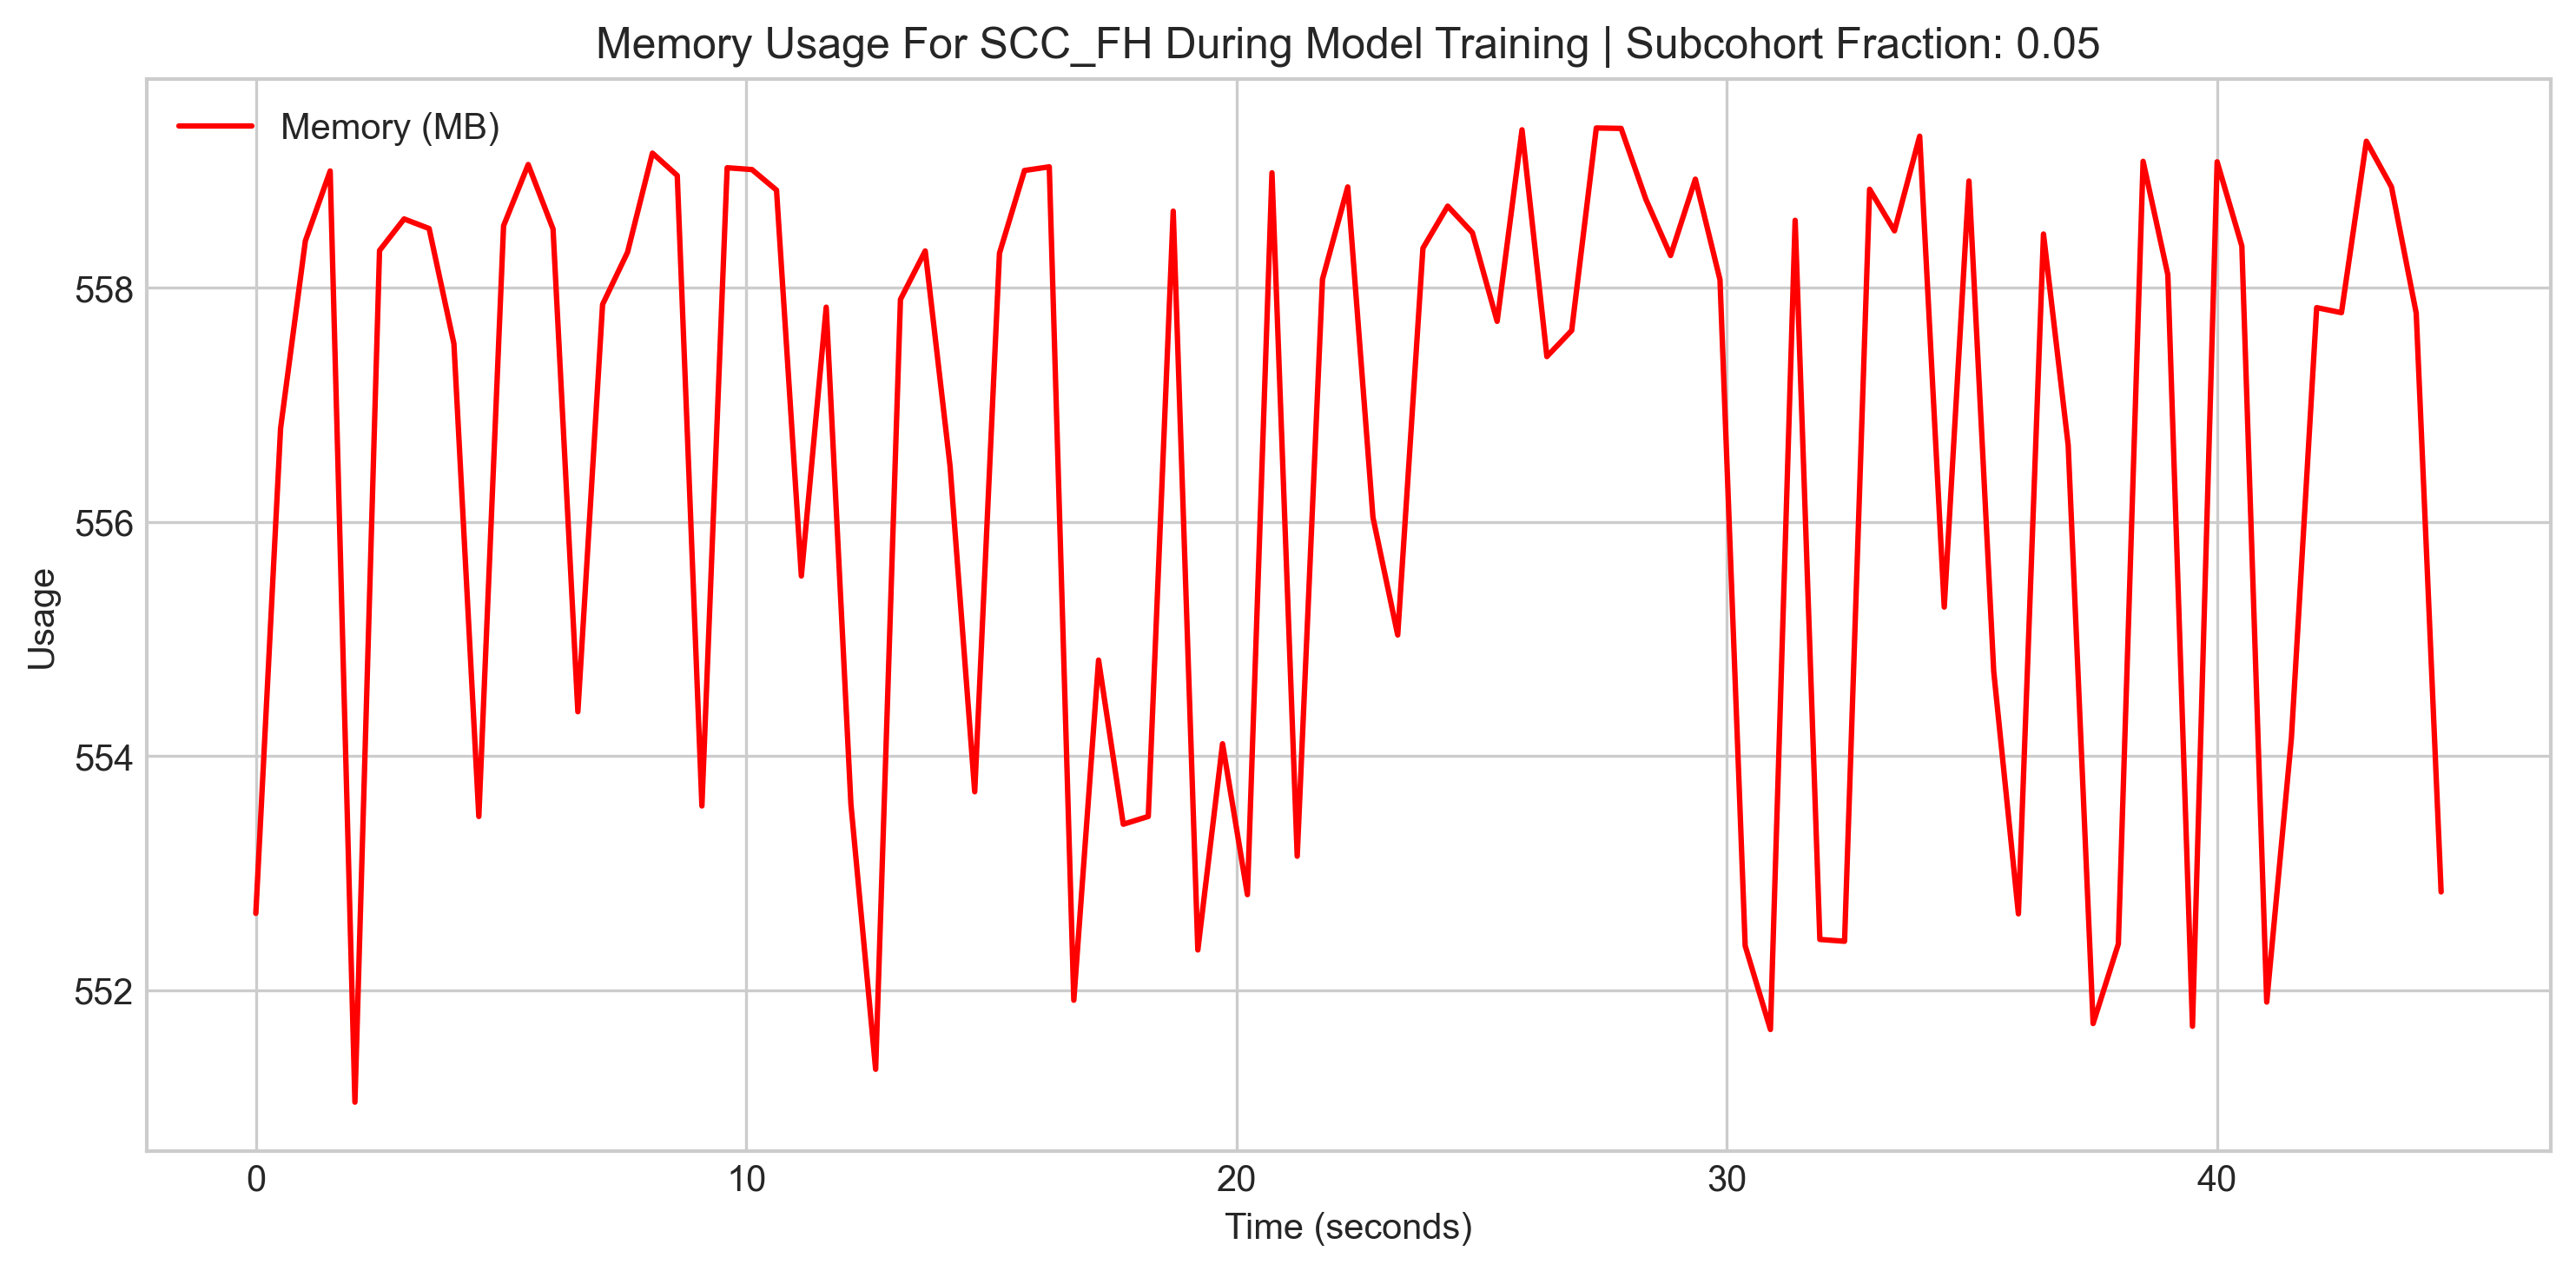 Memory Usage For SCC_FH During Model Training | Subcohort Fraction: 0.05
Memory (MB)
558
556
554
552
Usage
0 10 20 30 40
Time (seconds)